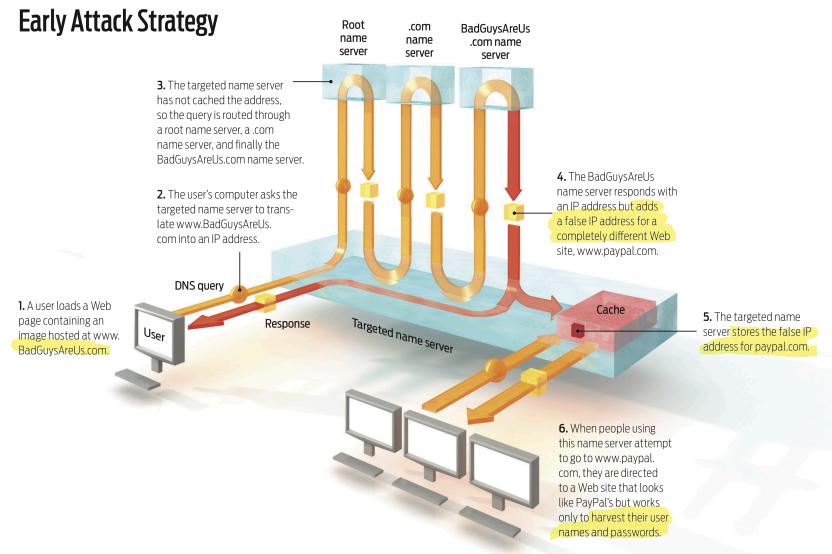 Early Attack Strategy
Root
name
server
.com
name
server
BadGuysAreUs
.com name
server
3. The targeted name server
has not cached the address,
so the query is routed through
a root name server, a .com
name server, and finally the
BadGuysAreUs.com name server.
2. The user's computer asks the
targeted name server to trans-
late www.BadGuysAreUs.
com into an IP address.
4. The BadGuysAreUs
name server responds with
an IP address but adds
a false IP address for a
completely different Web
site, www.paypal.com.
DNS query
1. A user loads a Web
page containing an
image hosted at www.
BadGuysAreUs.com.
User
Response
Targeted name server
Cache
5. The targeted name
server stores the false IP
address for paypal.com.
6. When people using
this name server attempt
to go to www.paypal.
com, they are directed
to a Web site that looks
like PayPal's but works
only to harvest their user
names and passwords.